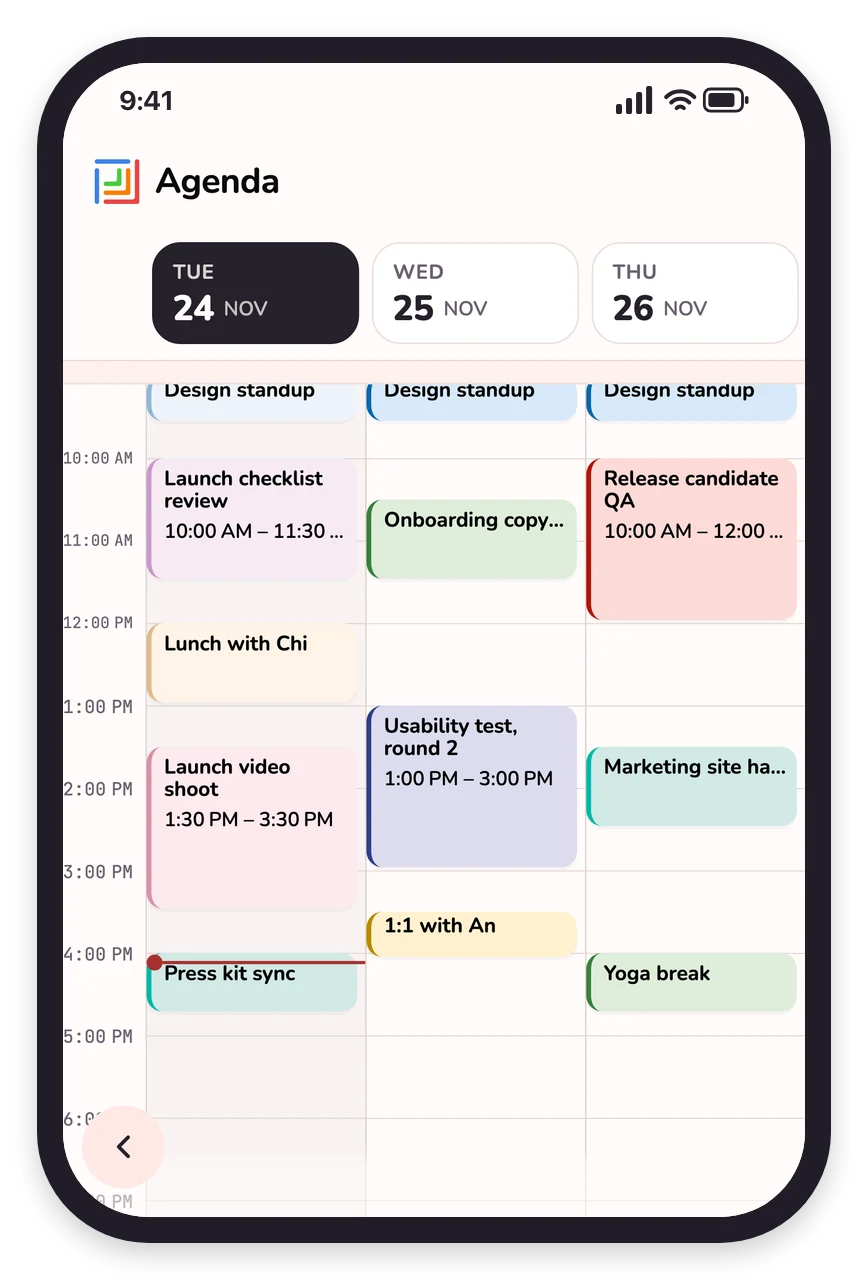 9:41
Agenda
TUE
24 NOV
WED
25 NOV
THU
26 NOV
Design standup
Design standup
Design standup
10:00 AM
Launch checklist
review
10:00 AM – 11:30 ...
Release candidate
QA
10:00 AM – 12:00 ...
Onboarding copy...
11:00 AM
12:00 PM
Lunch with Chi
1:00 PM
Usability test,
round 2
1:00 PM – 3:00 PM
Launch video
shoot
1:30 PM – 3:30 PM
Marketing site ha...
2:00 PM
3:00 PM
1:1 with An
4:00 PM
Press kit sync
Yoga break
5:00 PM
PM